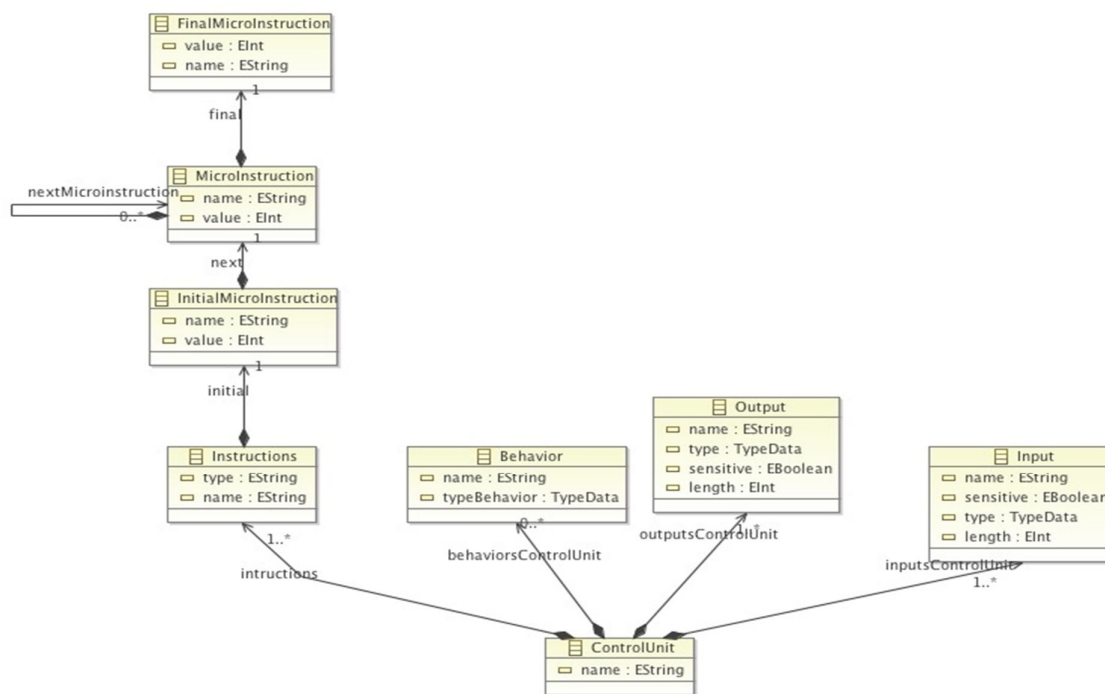 FinalMicroInstruction
value : EInt
name : EString
1
final
MicroInstruction
name : EString
value : EInt
nextMicroinstruction
0..*
1
next
InitialMicroInstruction
name : EString
value : EInt
1
initial
Instructions
type : EString
name : EString
1..*
intructions
Behavior
name : EString
typeBehavior : TypeData
0..*
behaviorsControlUnit
Output
name : EString
type : TypeData
sensitive : EBoolean
length : EInt
1..*
outputsControlUnit
Input
name : EString
sensitive : EBoolean
type : TypeData
length : EInt
inputsControlUnit
1..*
ControlUnit
name : EString